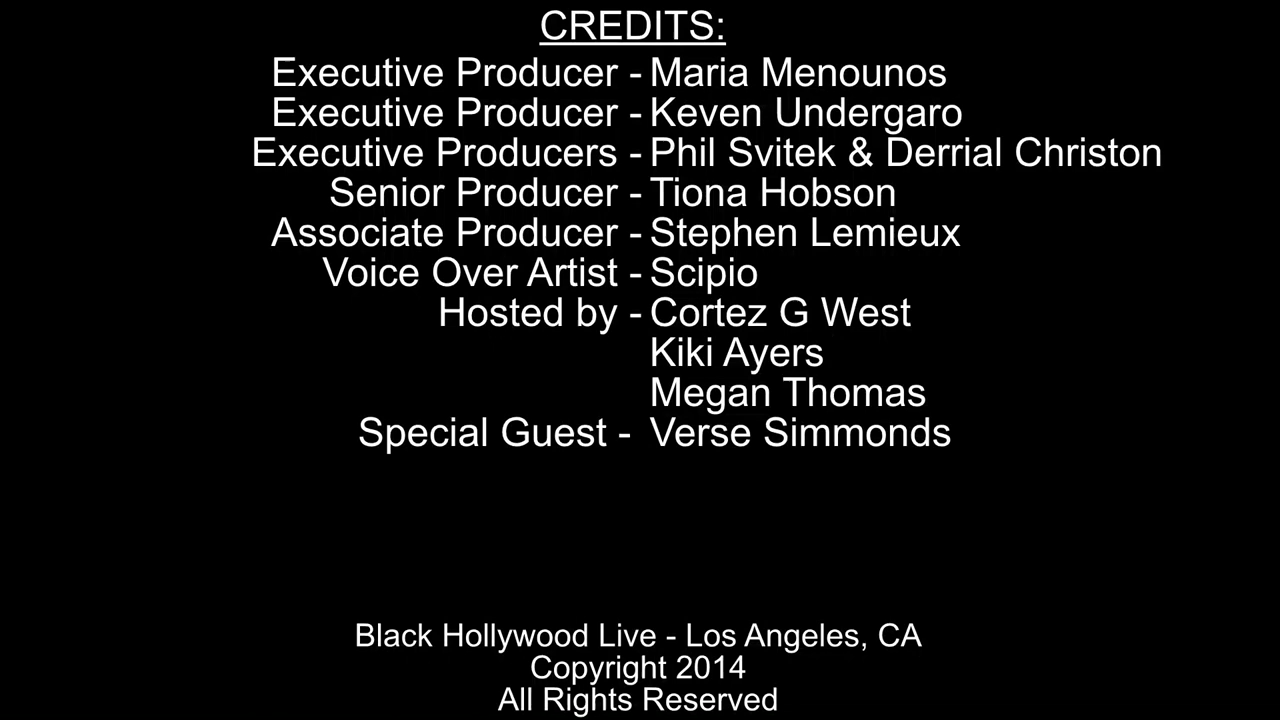 CREDITS:
Executive Producer - Maria Menounos
Executive Producer - Keven Undergaro
Executive Producers - Phil Svitek & Derrial Christon
Senior Producer - Tiona Hobson
Associate Producer - Stephen Lemieux
Voice Over Artist - Scipio
Hosted by - Cortez G West
Kiki Ayers
Megan Thomas
Special Guest - Verse Simmonds
Black Hollywood Live - Los Angeles, CA
Copyright 2014
All Rights Reserved